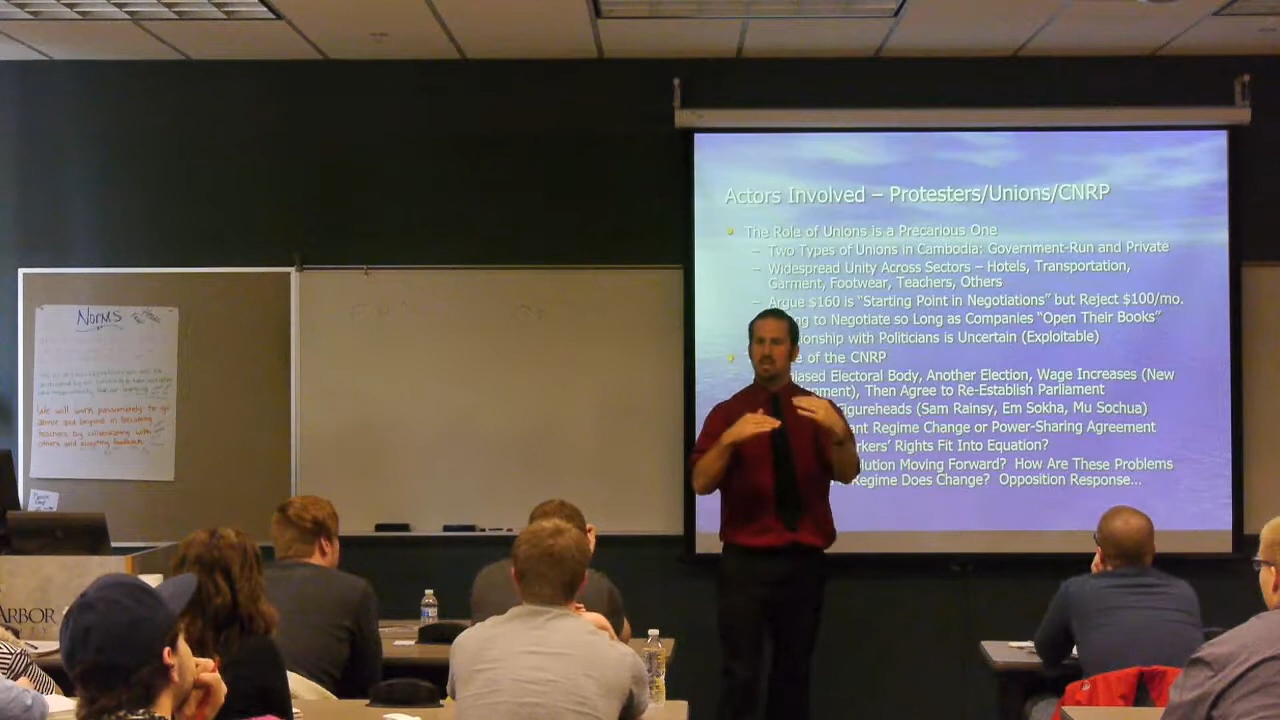 Norms
We will work passionately to go
above and beyond in becoming
teachers by collaborating with
others and accepting feedback
ARBOR
Actors Involved – Protesters/Unions/CNRP
The Role of Unions is a Precarious One
– Two Types of Unions in Cambodia: Government-Run and Private
– Widespread Unity Across Sectors – Hotels, Transportation,
Garment, Footwear, Teachers, Others
– Argue $160 is "Starting Point in Negotiations" but Reject $100/mo.
to Negotiate so Long as Companies "Open Their Books"
with Politicians is Uncertain (Exploitable)
of the CNRP
Electoral Body, Another Election, Wage Increases (New
Then Agree to Re-Establish Parliament
Figureheads (Sam Rainsy, Em Sokha, Mu Sochua)
Regime Change or Power-Sharing Agreement
Rights Fit Into Equation?
Moving Forward? How Are These Problems
Regime Does Change? Opposition Response...